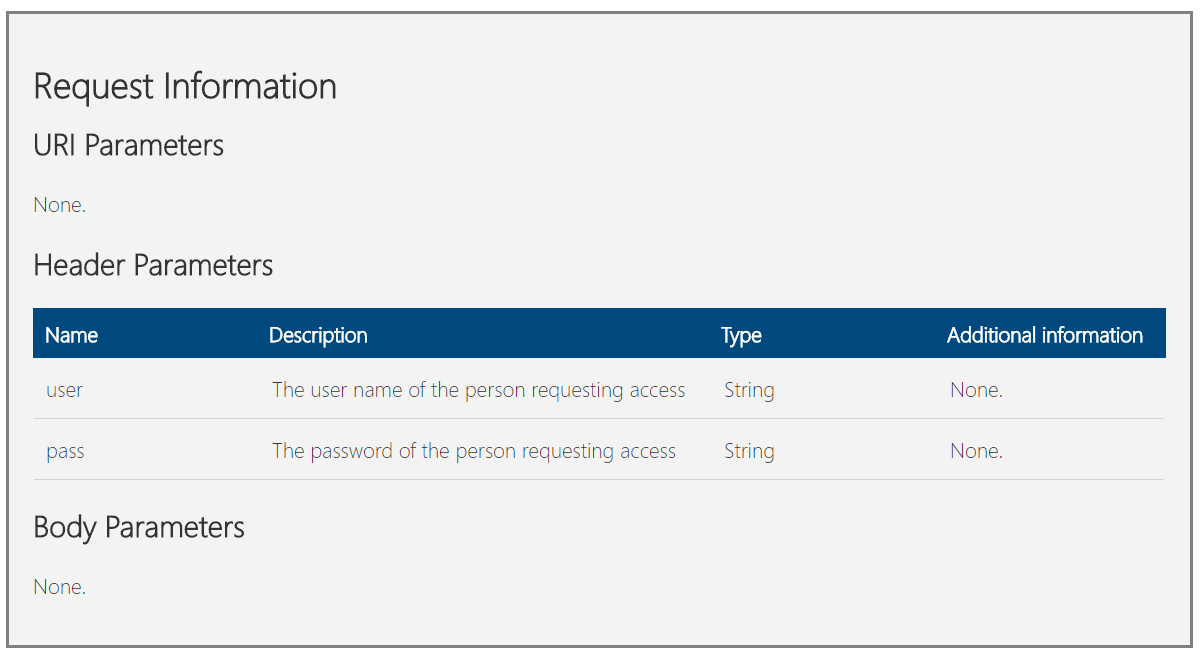 Request Information
URI Parameters
None.
Header Parameters
Name Description Type Additional information
user The user name of the person requesting access String None.
pass The password of the person requesting access String None.
Body Parameters
None.